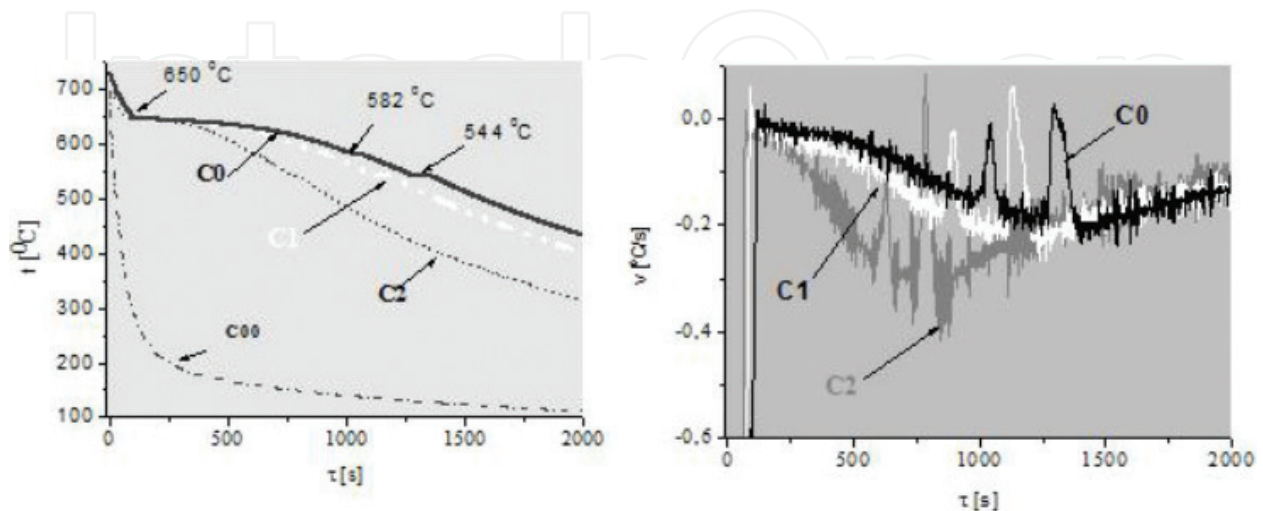 IntechOpen
700
600
500
400
300
200
100
t [⁰C]
650 °C
582 °C
544 °C
C0
C1
C2
C00
0
500
1000
1500
2000
τ [s]
0,0
-0,2
-0,4
-0,6
v [°C/s]
C0
C1
C2
0
500
1000
1500
2000
τ [s]